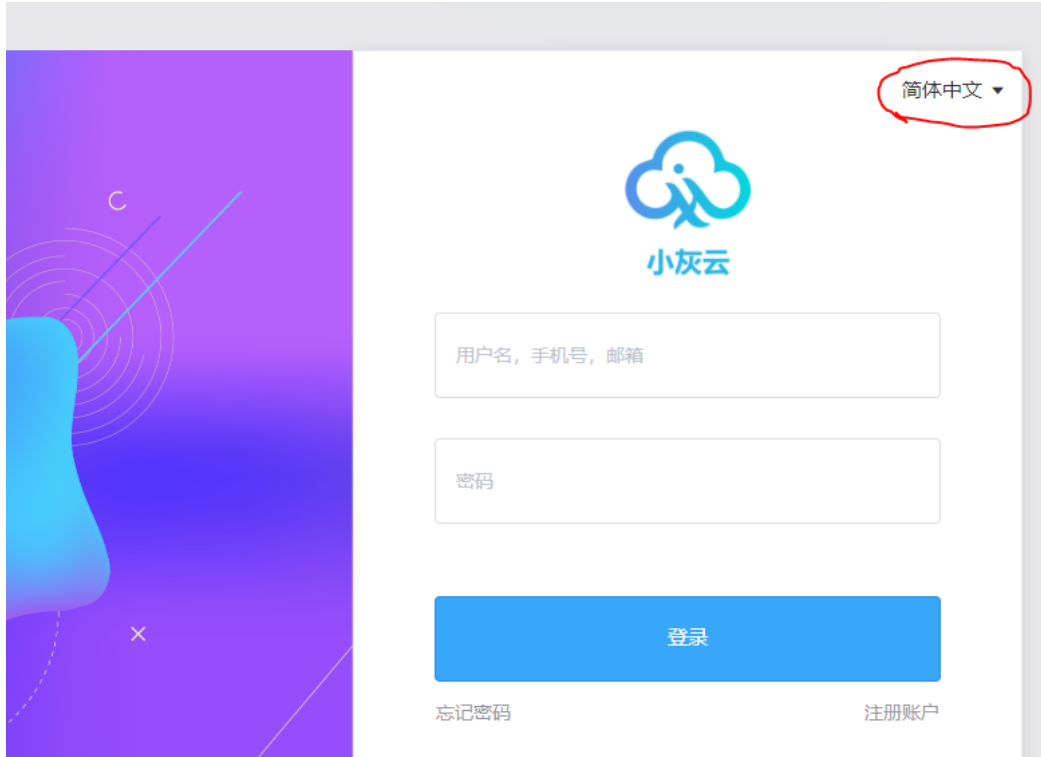 简体中文
小灰云
用户名，手机号，邮箱
密码
登录
忘记密码 注册账户